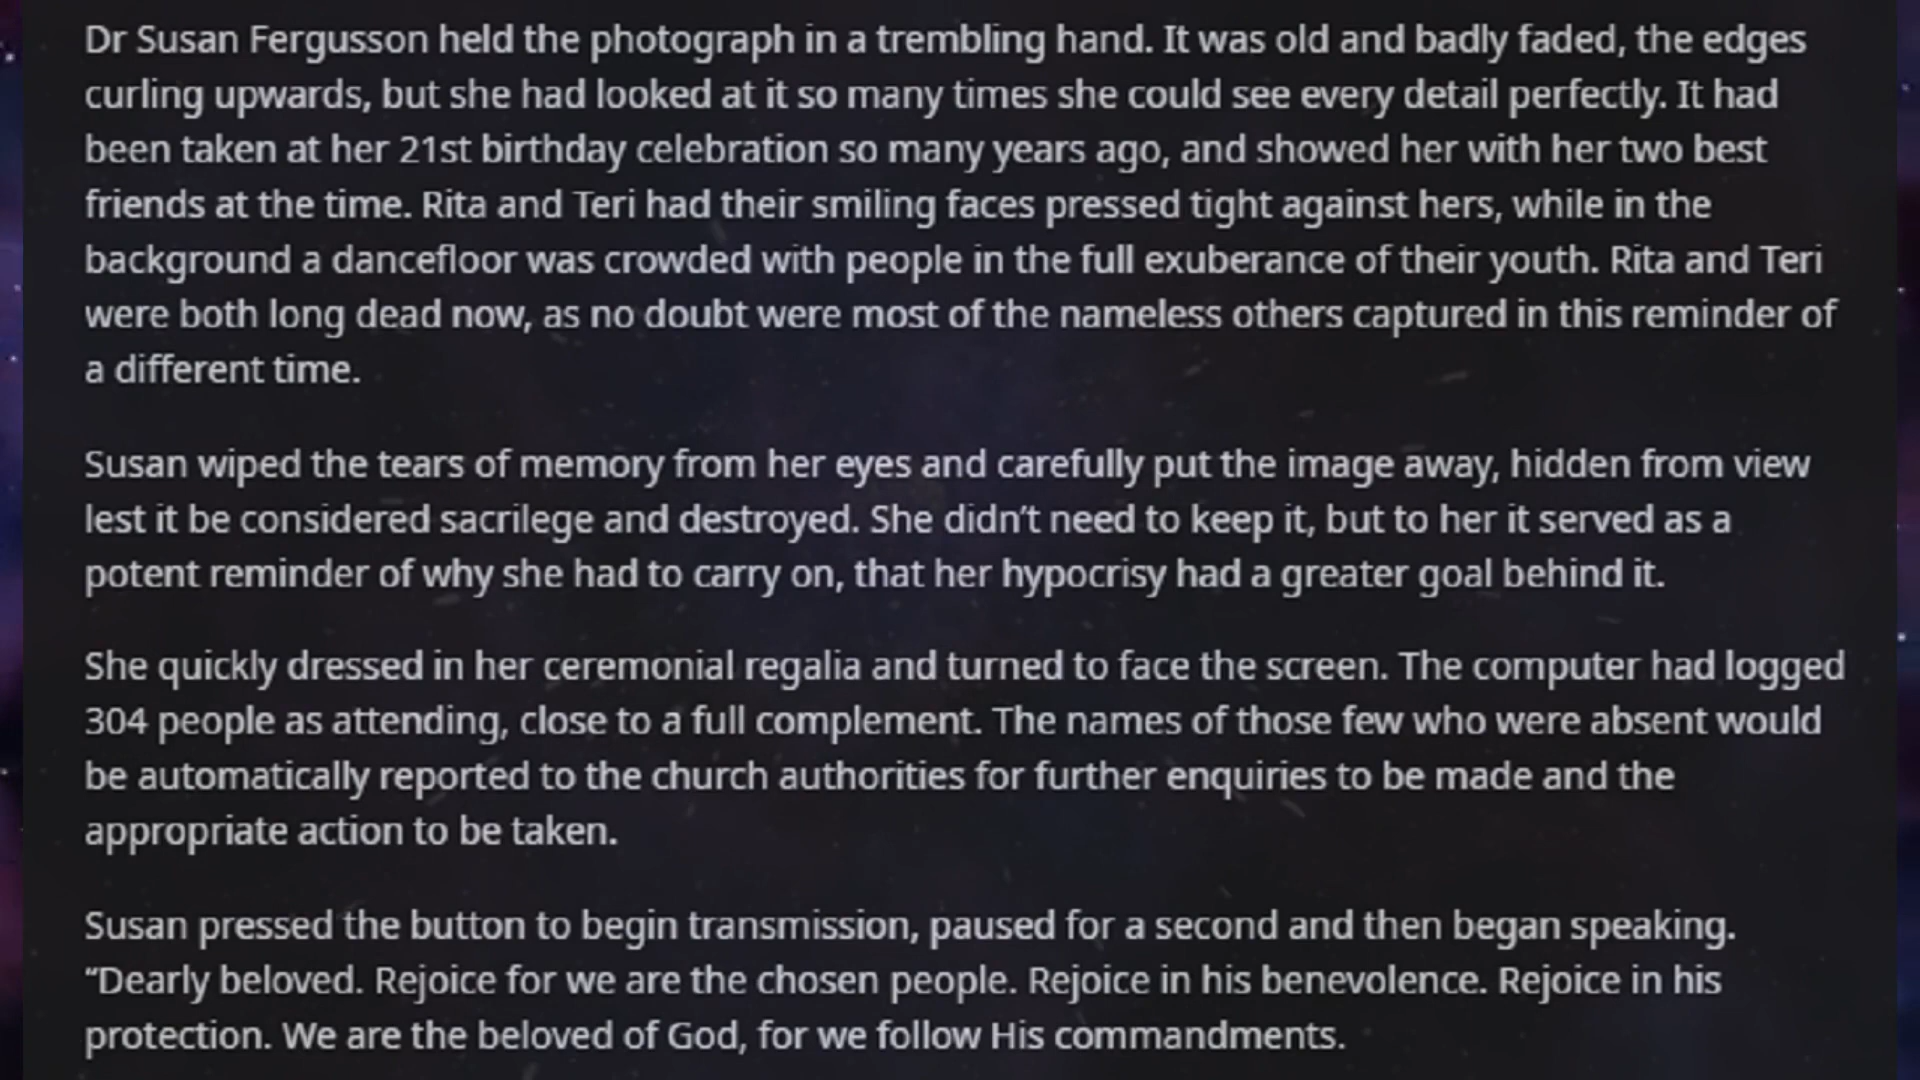 Dr Susan Fergusson held the photograph in a trembling hand. It was old and badly faded, the edges
curling upwards, but she had looked at it so many times she could see every detail perfectly. It had
been taken at her 21st birthday celebration so many years ago, and showed her with her two best
friends at the time. Rita and Teri had their smiling faces pressed tight against hers, while in the
background a dancefloor was crowded with people in the full exuberance of their youth. Rita and Teri
were both long dead now, as no doubt were most of the nameless others captured in this reminder of
a different time.
Susan wiped the tears of memory from her eyes and carefully put the image away, hidden from view
lest it be considered sacrilege and destroyed. She didn’t need to keep it, but to her it served as a
potent reminder of why she had to carry on, that her hypocrisy had a greater goal behind it.
She quickly dressed in her ceremonial regalia and turned to face the screen. The computer had logged
304 people as attending, close to a full complement. The names of those few who were absent would
be automatically reported to the church authorities for further enquiries to be made and the
appropriate action to be taken.
Susan pressed the button to begin transmission, paused for a second and then began speaking.
“Dearly beloved. Rejoice for we are the chosen people. Rejoice in his benevolence. Rejoice in his
protection. We are the beloved of God, for we follow His commandments.